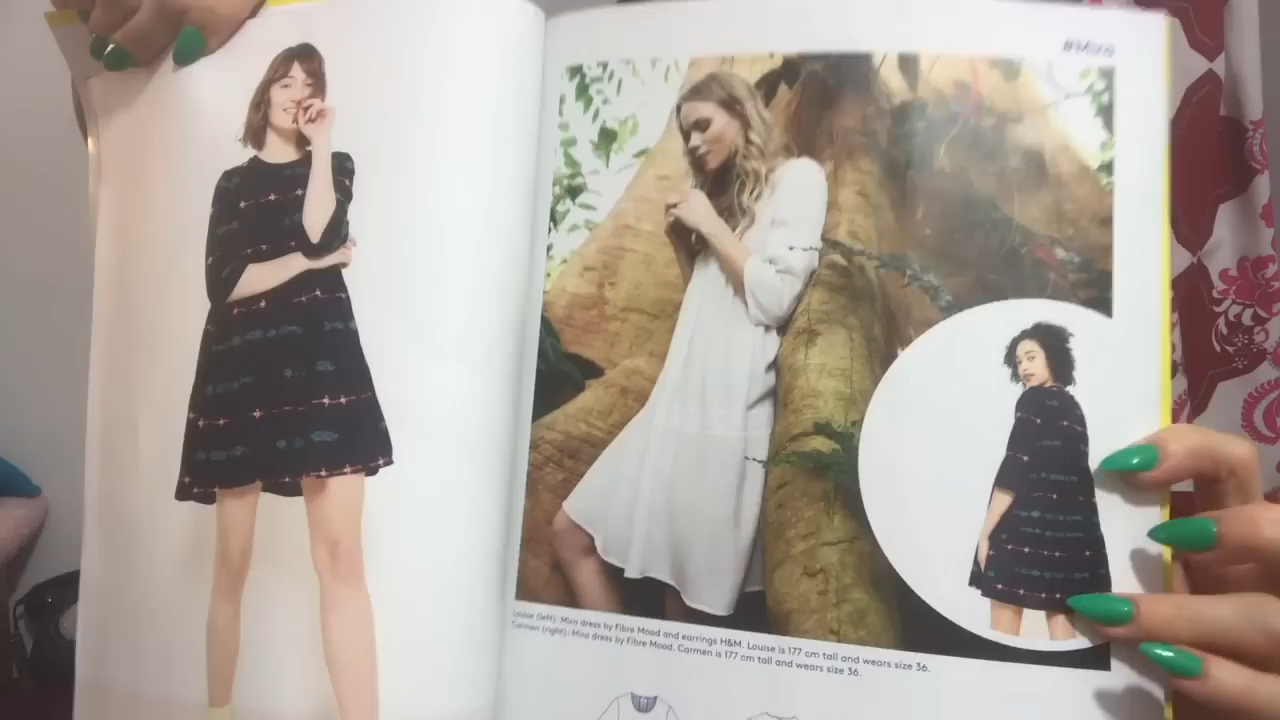 #Mira
Louise (left): Mira dress by Fibre Mood and earrings H&M. Louise is 177 cm tall and wears size 36.
Carmen (right): Mira dress by Fibre Mood. Carmen is 177 cm tall and wears size 36.